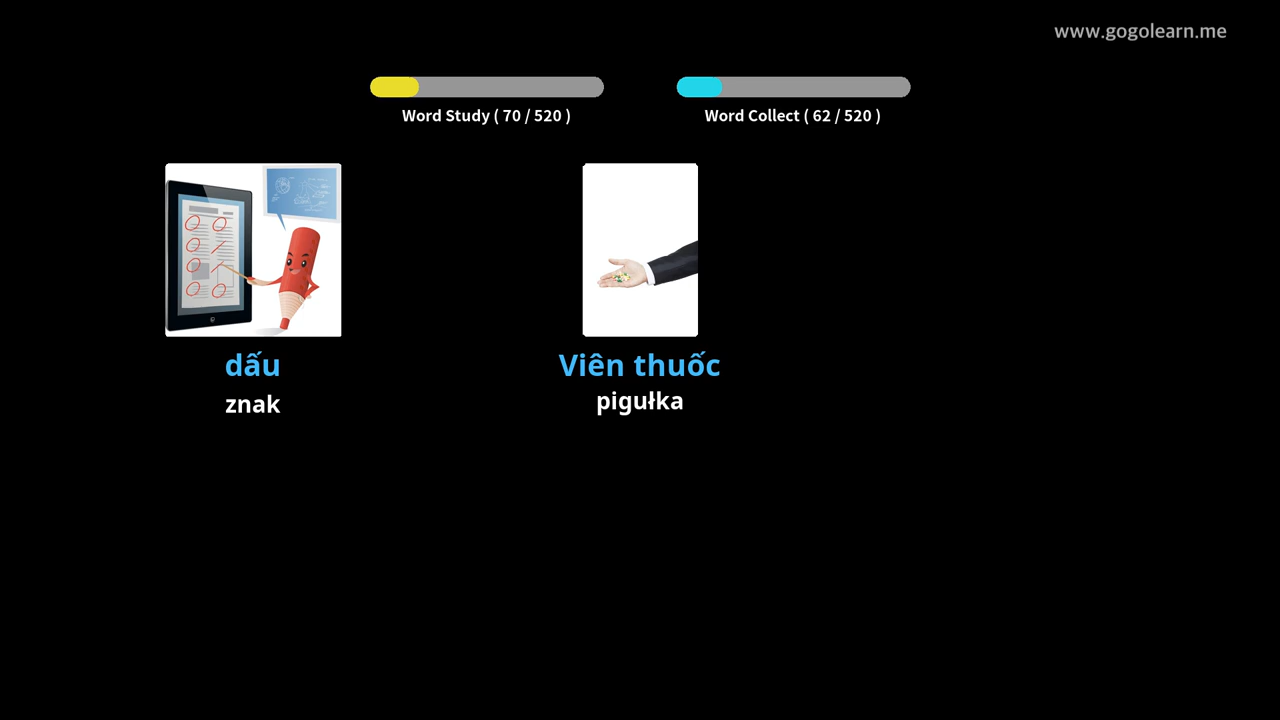 www.gogolearn.me
Word Study ( 70 / 520 )
Word Collect ( 62 / 520 )
dấu
znak
Viên thuốc
pigułka